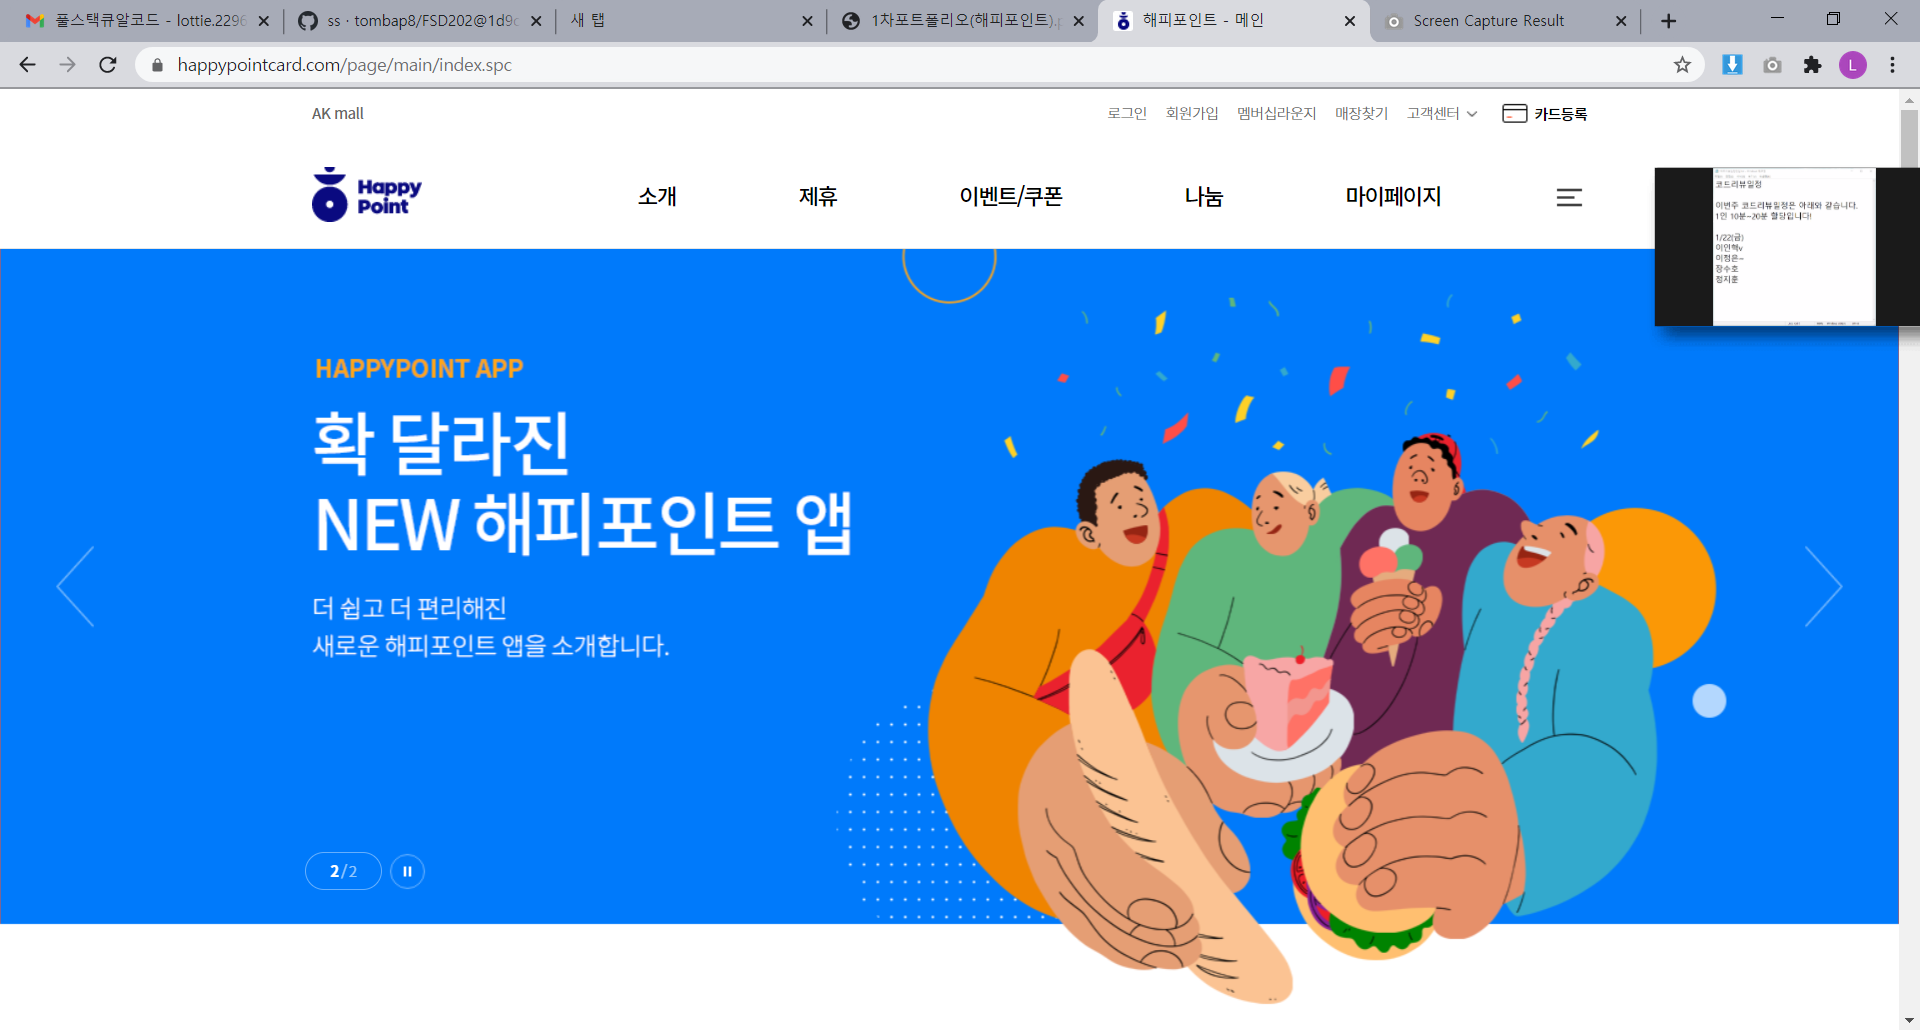 풀스택큐알코드 - lottie.2296
ss · tombap8/FSD202@1d9c
새 탭
1차포트폴리오(해피포인트).p
해피포인트 - 메인
Screen Capture Result
happypointcard.com/page/main/index.spc
L
AK mall
로그인 회원가입 멤버십라운지 매장찾기 고객센터 카드등록
Happy
Point
소개 제휴 이벤트/쿠폰 나눔 마이페이지
코드리뷰일정
이번주 코드리뷰일정은 아래와 같습니다.
1인 10분~20분 할당입니다!
1/22(금)
이인혁v
이정은~
장수호
정지훈
HAPPYPOINT APP
확 달라진
NEW 해피포인트 앱
더 쉽고 더 편리해진
새로운 해피포인트 앱을 소개합니다.
2/2